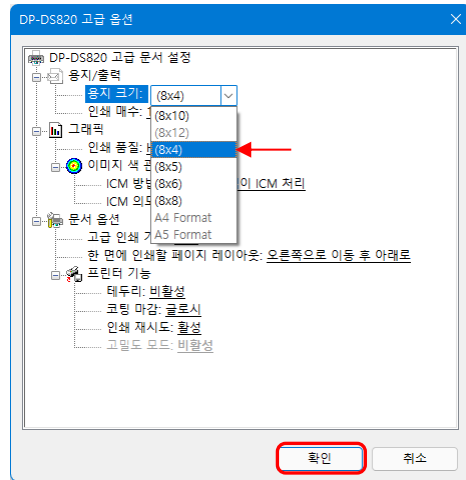 DP-DS820 고급 옵션
DP-DS820 고급 문서 설정
용지/출력
용지 크기: (8x4)
인쇄 매수:
(8x10)
(8x12)
(8x4)
(8x5)
(8x6)
(8x8)
A4 Format
A5 Format
그래픽
인쇄 품질:
이미지 색
ICM 방 이 ICM 처리
ICM 의
문서 옵션
고급 인쇄
한 면에 인쇄할 페이지 레이아웃: 오른쪽으로 이동 후 아래로
프린터 기능
테두리: 비활성
코팅 마감: 글로시
인쇄 재시도: 활성
고밀도 모드: 비활성
확인
취소